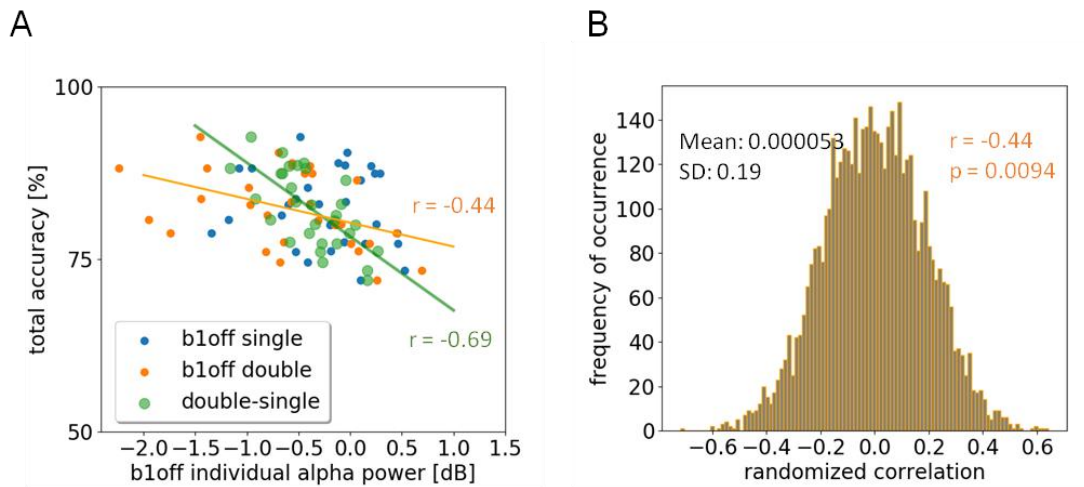 A
100
75
50
total accuracy [%]
r = -0.44
r = -0.69
b1off single
b1off double
double-single
−2.0 −1.5 −1.0 −0.5 0.0 0.5 1.0 1.5
b1off individual alpha power [dB]
B
140
120
100
80
60
40
20
0
frequency of occurrence
Mean: 0.000053
SD: 0.19
r = -0.44
p = 0.0094
−0.6 −0.4 −0.2 0.0 0.2 0.4 0.6
randomized correlation